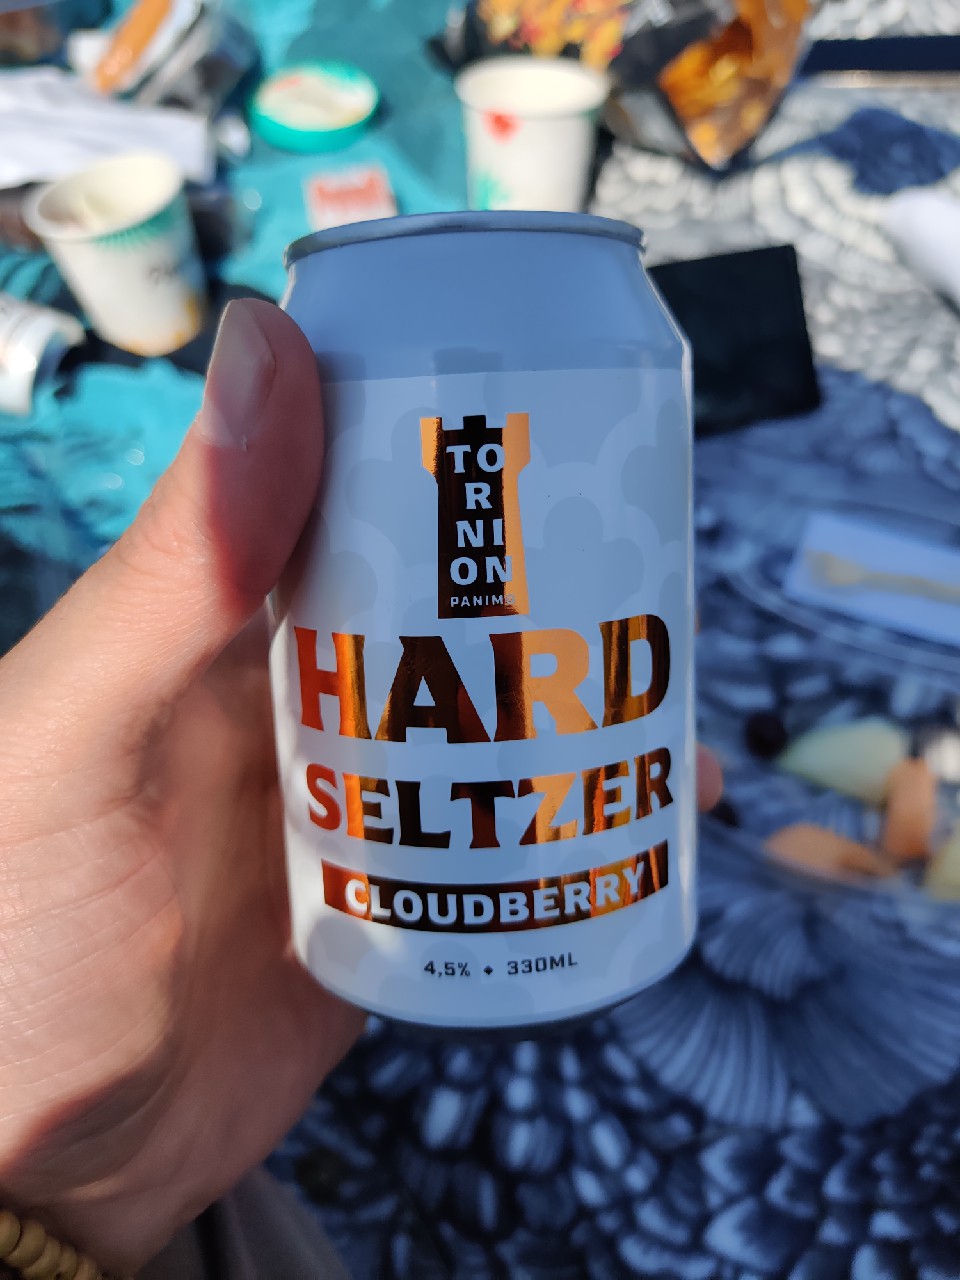 TO
R
NI
ON
PANIMO
HARD
SELTZER
CLOUDBERRY
4,5% ♠ 330ML